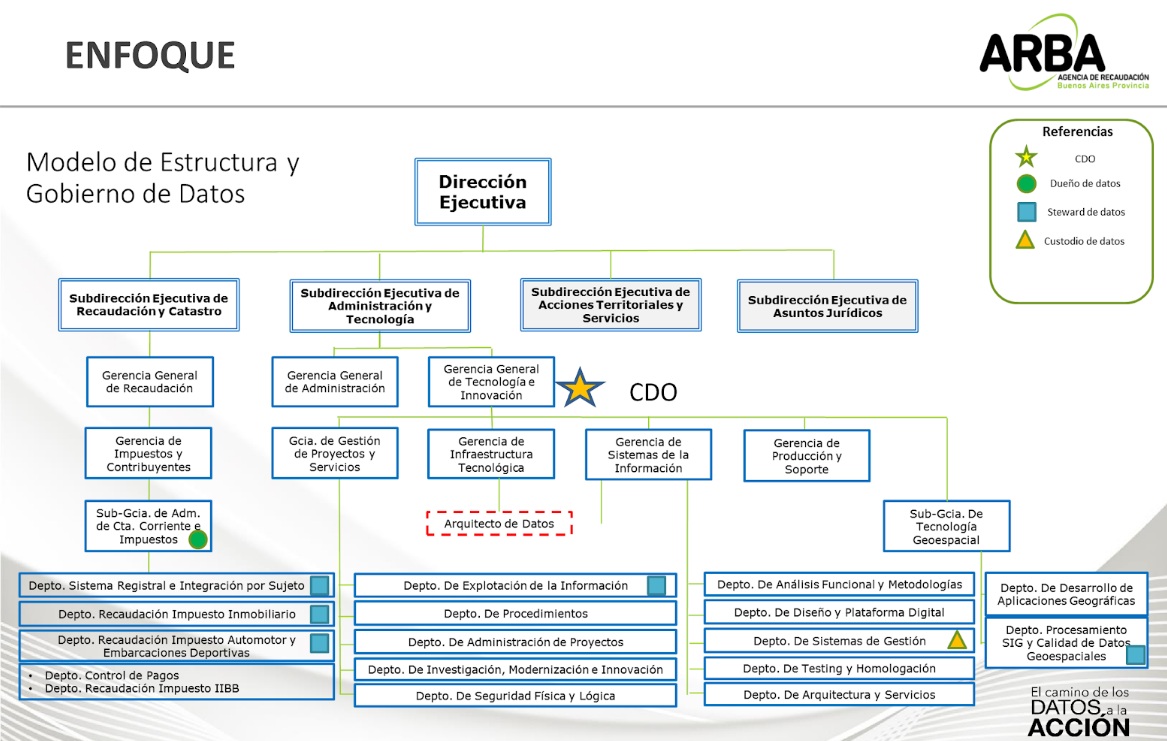 ENFOQUE
ARBA
AGENCIA DE RECAUDACIÓN
Buenos Aires Provincia
Referencias
CDO
Dueño de datos
Steward de datos
Custodio de datos
Modelo de Estructura y
Gobierno de Datos
Dirección
Ejecutiva
Subdirección Ejecutiva de
Recaudación y Catastro
Subdirección Ejecutiva de
Administración y
Tecnología
Subdirección Ejecutiva de
Acciones Territoriales y
Servicios
Subdirección Ejecutiva de
Asuntos Jurídicos
Gerencia General
de Recaudación
Gerencia General
de Administración
Gerencia General
de Tecnología e
Innovación
CDO
Gerencia de
Impuestos y
Contribuyentes
Gcia. de Gestión
de Proyectos y
Servicios
Gerencia de
Infraestructura
Tecnológica
Gerencia de
Sistemas de la
Información
Gerencia de
Producción y
Soporte
Sub-Gcia. de Adm.
de Cta. Corriente e
Impuestos
Arquitecto de Datos
Sub-Gcia. De
Tecnología
Geoespacial
Depto. Sistema Registral e Integración por Sujeto
Depto. Recaudación Impuesto Inmobiliario
Depto. Recaudación Impuesto Automotor y
Embarcaciones Deportivas
• Depto. Control de Pagos
• Depto. Recaudación Impuesto IIBB
Depto. De Explotación de la Información
Depto. De Procedimientos
Depto. De Administración de Proyectos
Depto. De Investigación, Modernización e Innovación
Depto. De Seguridad Física y Lógica
Depto. De Análisis Funcional y Metodologías
Depto. De Diseño y Plataforma Digital
Depto. De Sistemas de Gestión
Depto. De Testing y Homologación
Depto. De Arquitectura y Servicios
Depto. De Desarrollo de
Aplicaciones Geográficas
Depto. Procesamiento
SIG y Calidad de Datos
Geoespaciales
El camino de los
DATOS a la
ACCIÓN